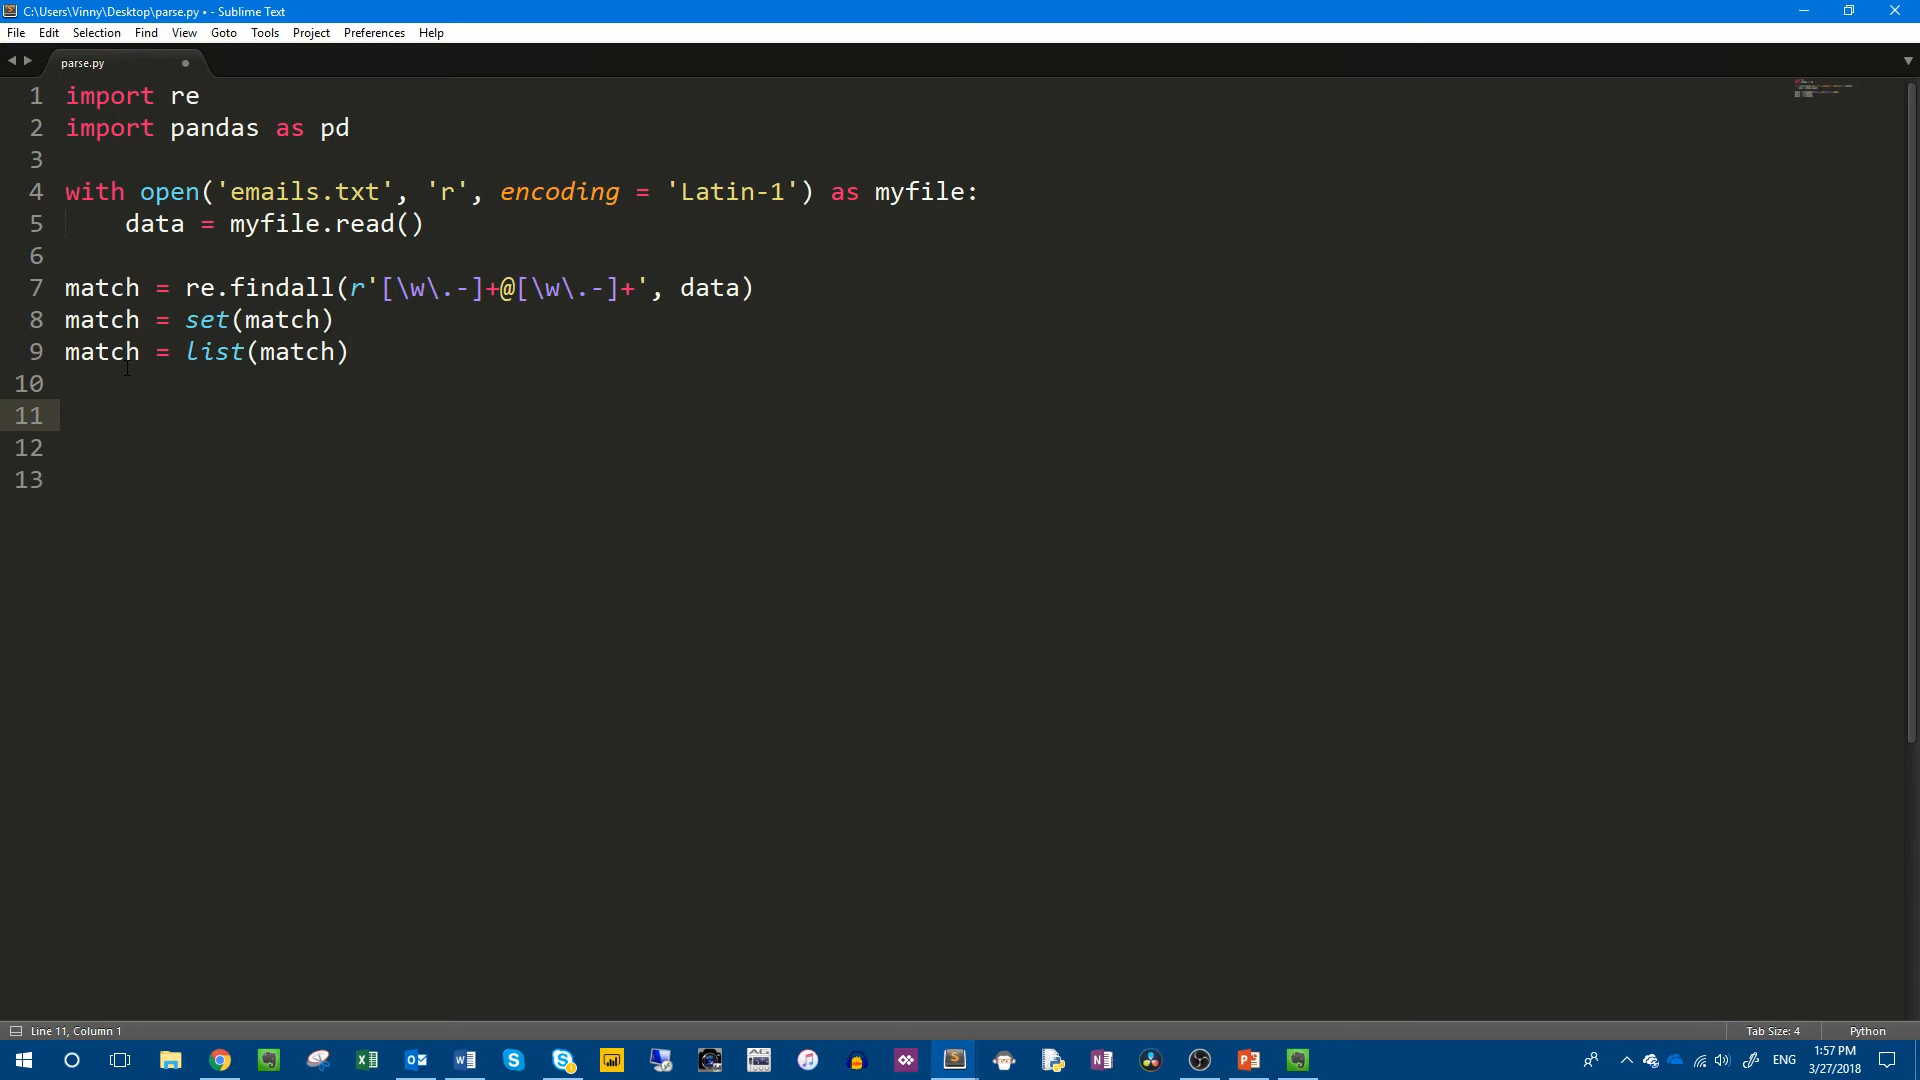 C:\Users\Vinny\Desktop\parse.py • - Sublime Text
File Edit Selection Find View Goto Tools Project Preferences Help
parse.py
1 import re
2 import pandas as pd
3
4 with open('emails.txt', 'r', encoding = 'Latin-1') as myfile:
5     data = myfile.read()
6
7 match = re.findall(r'[\w\.-]+@[\w\.-]+', data)
8 match = set(match)
9 match = list(match)
10
11
12
13
Line 11, Column 1 Tab Size: 4 Python
ENG 1:57 PM
3/27/2018